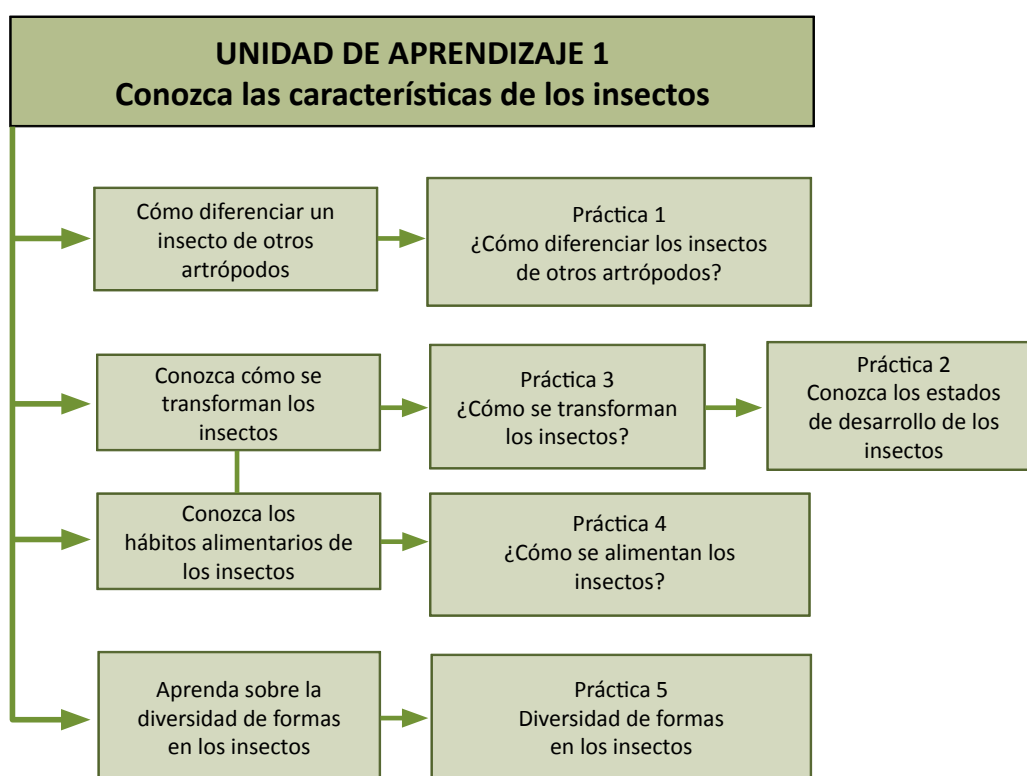 UNIDAD DE APRENDIZAJE 1
Conozca las características de los insectos
Cómo diferenciar un
insecto de otros
artrópodos
Práctica 1
¿Cómo diferenciar los insectos
de otros artrópodos?
Conozca cómo se
transforman los
insectos
Práctica 3
¿Cómo se transforman
los insectos?
Práctica 2
Conozca los estados
de desarrollo de los
insectos
Conozca los
hábitos alimentarios de
los insectos
Práctica 4
¿Cómo se alimentan los
insectos?
Aprenda sobre la
diversidad de formas
en los insectos
Práctica 5
Diversidad de formas
en los insectos